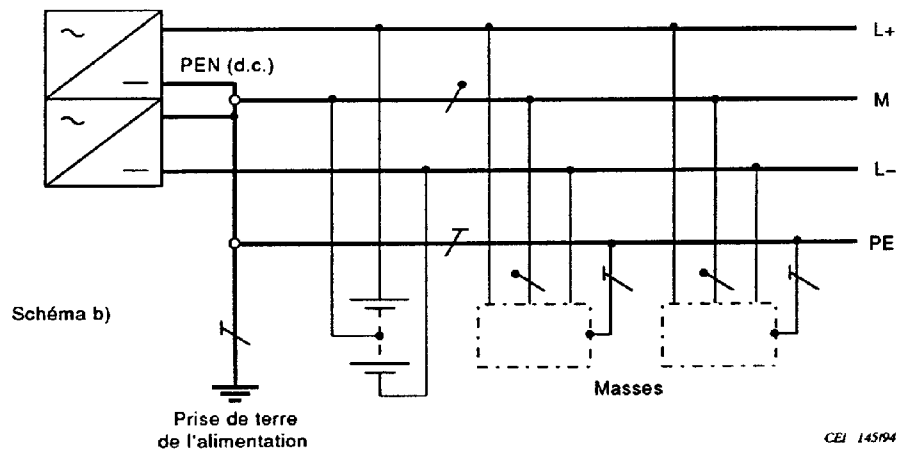 L+
PEN (d.c.)
M
L–
PE
Schéma b)
Masses
Prise de terre
de l'alimentation
CEI 145/94